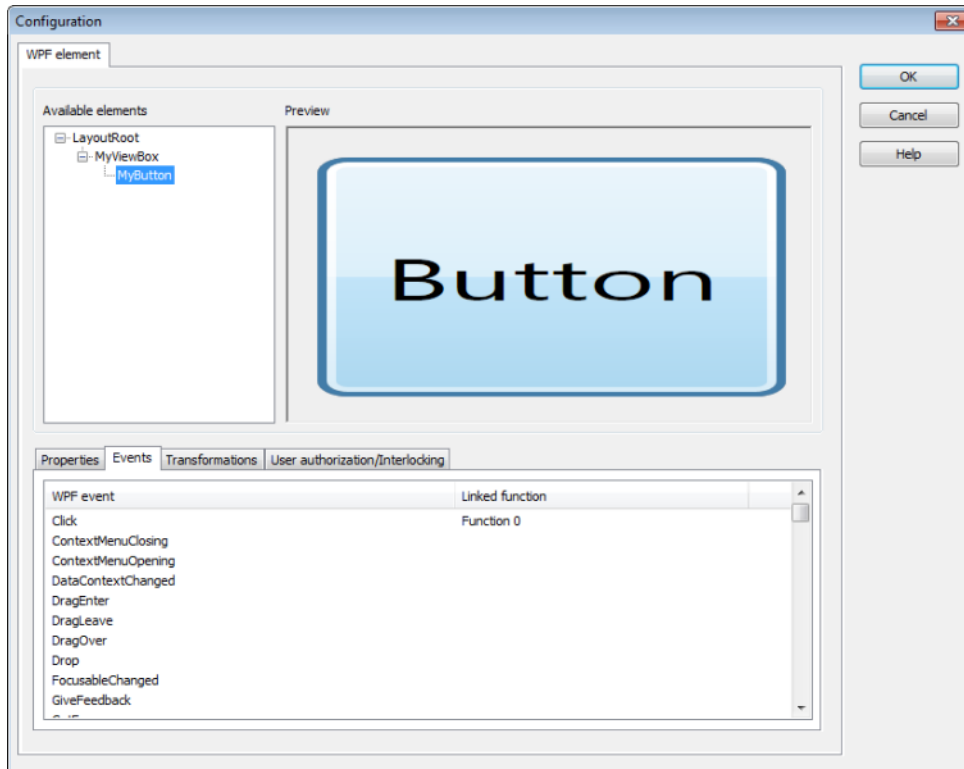 Configuration
WPF element
OK
Cancel
Help
Available elements
Preview
LayoutRoot
MyViewBox
MyButton
Button
Properties
Events
Transformations
User authorization/Interlocking
WPF event Linked function
Click Function 0
ContextMenuClosing
ContextMenuOpening
DataContextChanged
DragEnter
DragLeave
DragOver
Drop
FocusableChanged
GiveFeedback